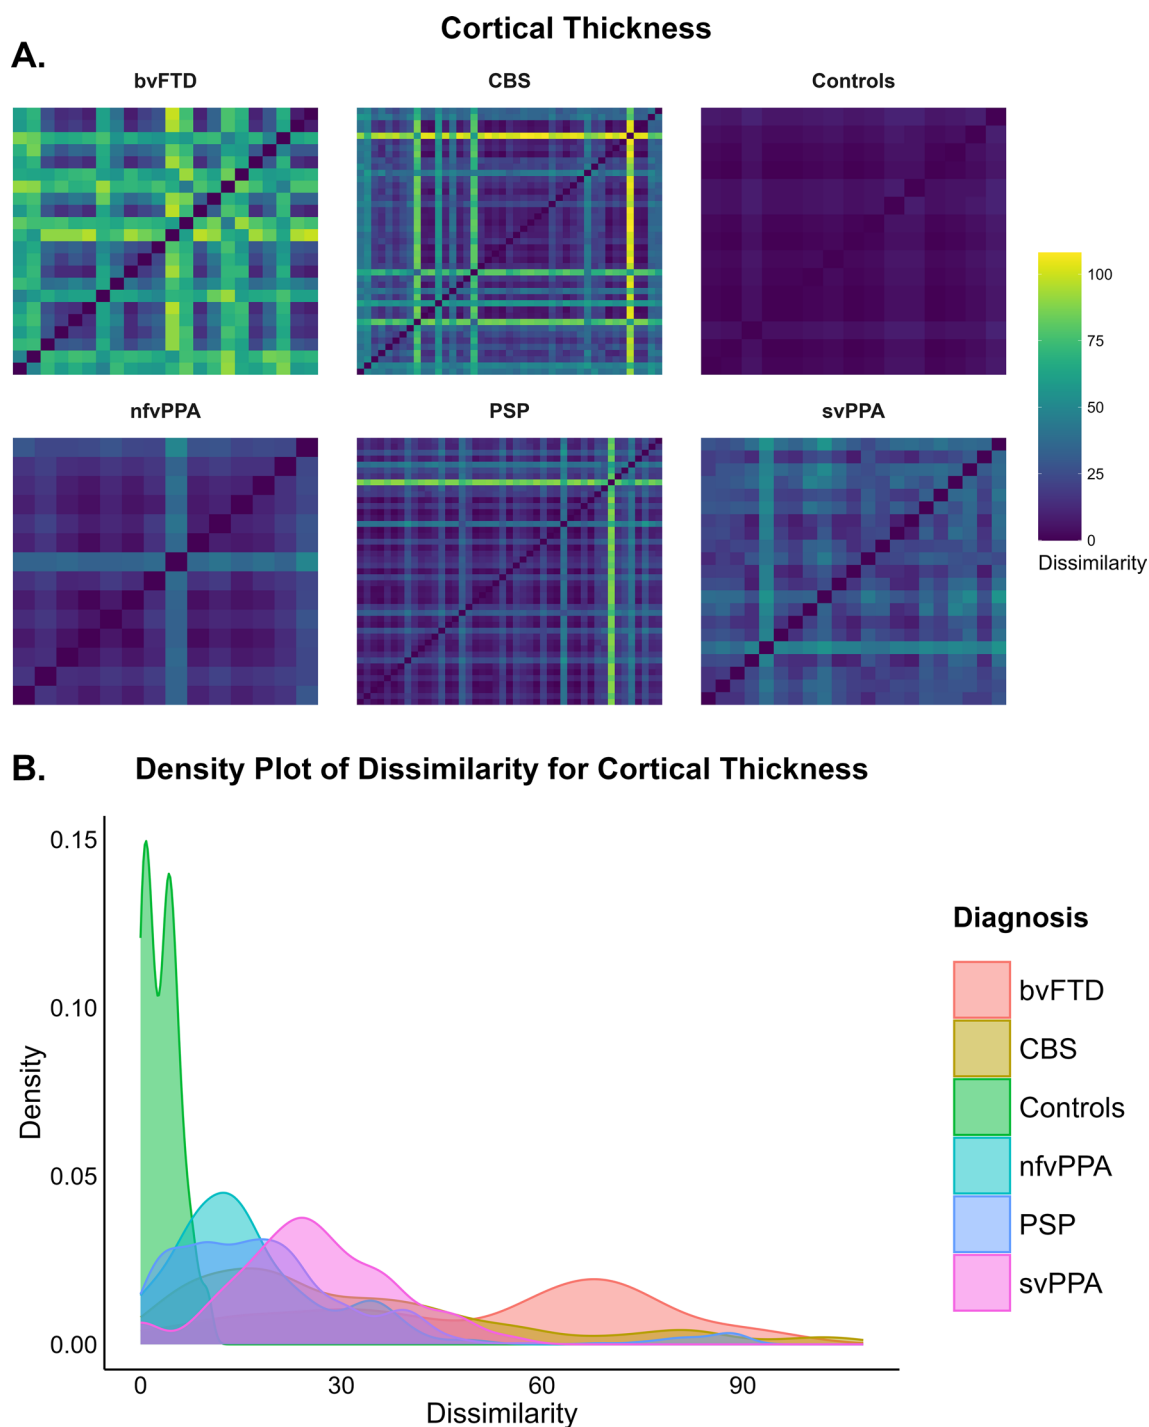 Cortical Thickness
A.
bvFTD CBS Controls
100
75
50
25
0
Dissimilarity
nfvPPA PSP svPPA
B. Density Plot of Dissimilarity for Cortical Thickness
0.15
0.10
0.05
0.00
Density
0 30 60 90
Dissimilarity
Diagnosis
bvFTD
CBS
Controls
nfvPPA
PSP
svPPA